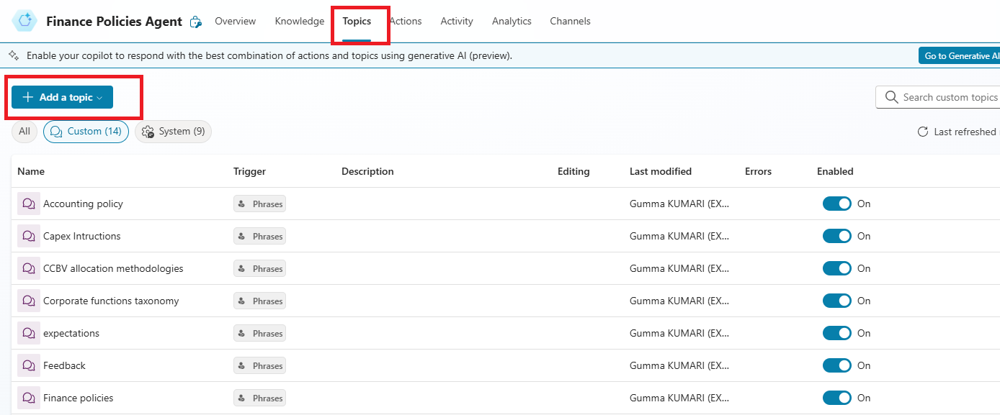 Finance Policies Agent Overview Knowledge Topics Actions Activity Analytics Channels
Enable your copilot to respond with the best combination of actions and topics using generative AI (preview). Go to Generative AI
Add a topic
Search custom topics
All Custom (14) System (9)
Last refreshed
Name Trigger Description Editing Last modified Errors Enabled
Accounting policy Phrases Gumma KUMARI (EX... On
Capex Intructions Phrases Gumma KUMARI (EX... On
CCBV allocation methodologies Phrases Gumma KUMARI (EX... On
Corporate functions taxonomy Phrases Gumma KUMARI (EX... On
expectations Phrases Gumma KUMARI (EX... On
Feedback Phrases Gumma KUMARI (EX... On
Finance policies Phrases Gumma KUMARI (EX... On